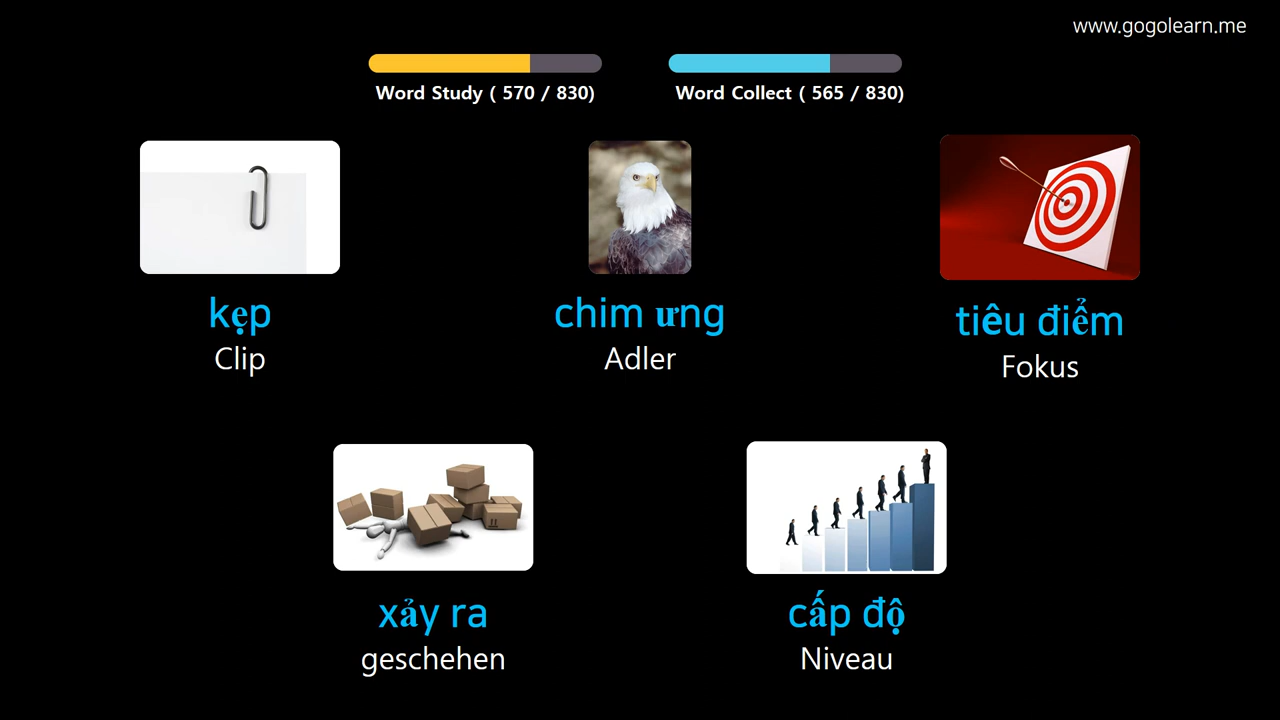 www.gogolearn.me
Word Study ( 570 / 830)
Word Collect ( 565 / 830)
kẹp
Clip
chim ưng
Adler
tiêu điểm
Fokus
xảy ra
geschehen
cấp độ
Niveau